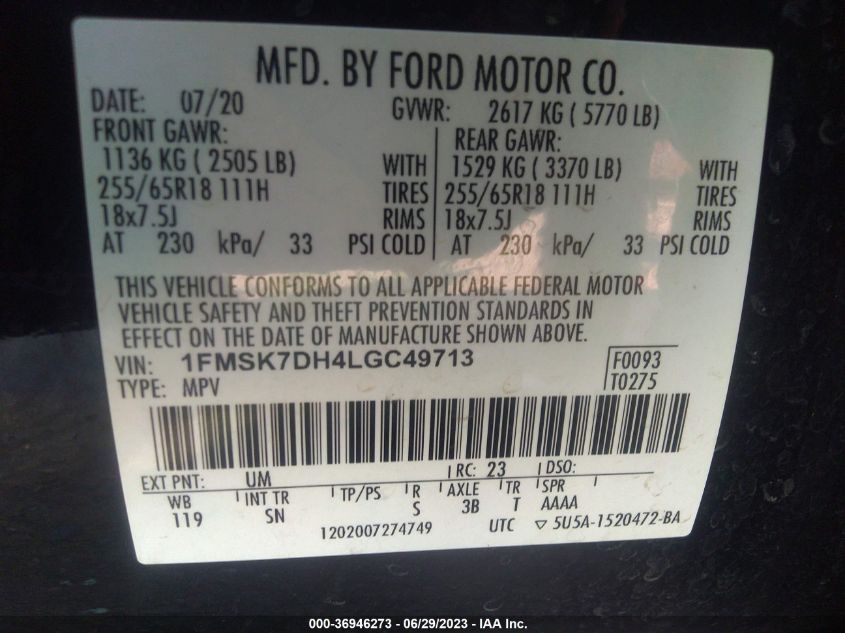 MFD. BY FORD MOTOR CO.
DATE: 07/20 GVWR: 2617 KG ( 5770 LB)
FRONT GAWR: REAR GAWR:
1136 KG ( 2505 LB) WITH 1529 KG ( 3370 LB) WITH
255/65R18 111H TIRES 255/65R18 111H TIRES
18x7.5J RIMS 18x7.5J RIMS
AT 230 kPa/ 33 PSI COLD AT 230 kPa/ 33 PSI COLD
THIS VEHICLE CONFORMS TO ALL APPLICABLE FEDERAL MOTOR
VEHICLE SAFETY AND THEFT PREVENTION STANDARDS IN
EFFECT ON THE DATE OF MANUFACTURE SHOWN ABOVE.
VIN: 1FMSK7DH4LGC49713 F0093
TYPE: MPV T0275
EXT PNT: UM RC: 23 DSO:
WB INT TR TP/PS R AXLE TR SPR
119 SN S 3B T AAAA
1202007274749 UTC ▽ 5U5A-1520472-BA
000-36946273 - 06/29/2023 - IAA Inc.